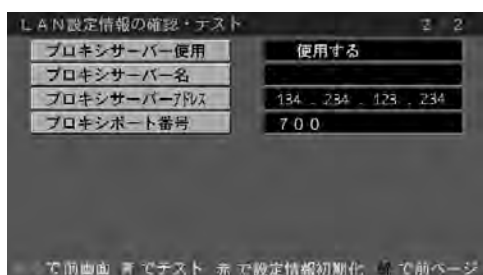 LAN設定情報の確認・テスト 2 2
プロキシサーバー使用 使用する
プロキシサーバー名
プロキシサーバーアドレス 134 . 234 . 123 . 234
プロキシポート番号 700
で前画面 青 でテスト 赤 で設定情報初期化 で前ページ